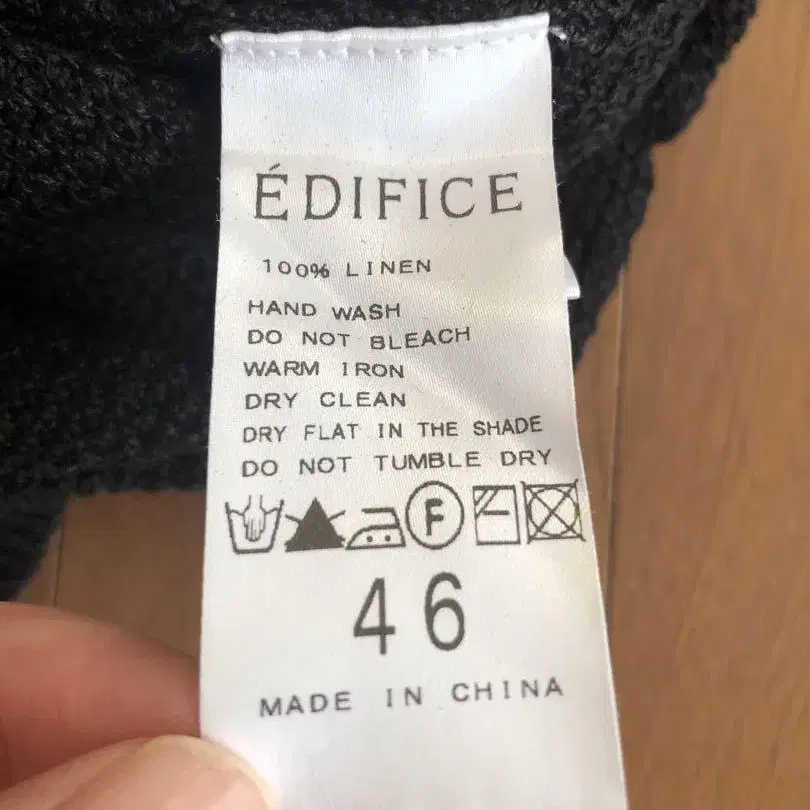 ÉDIFICE
100% LINEN
HAND WASH
DO NOT BLEACH
WARM IRON
DRY CLEAN
DRY FLAT IN THE SHADE
DO NOT TUMBLE DRY
F
46
MADE IN CHINA